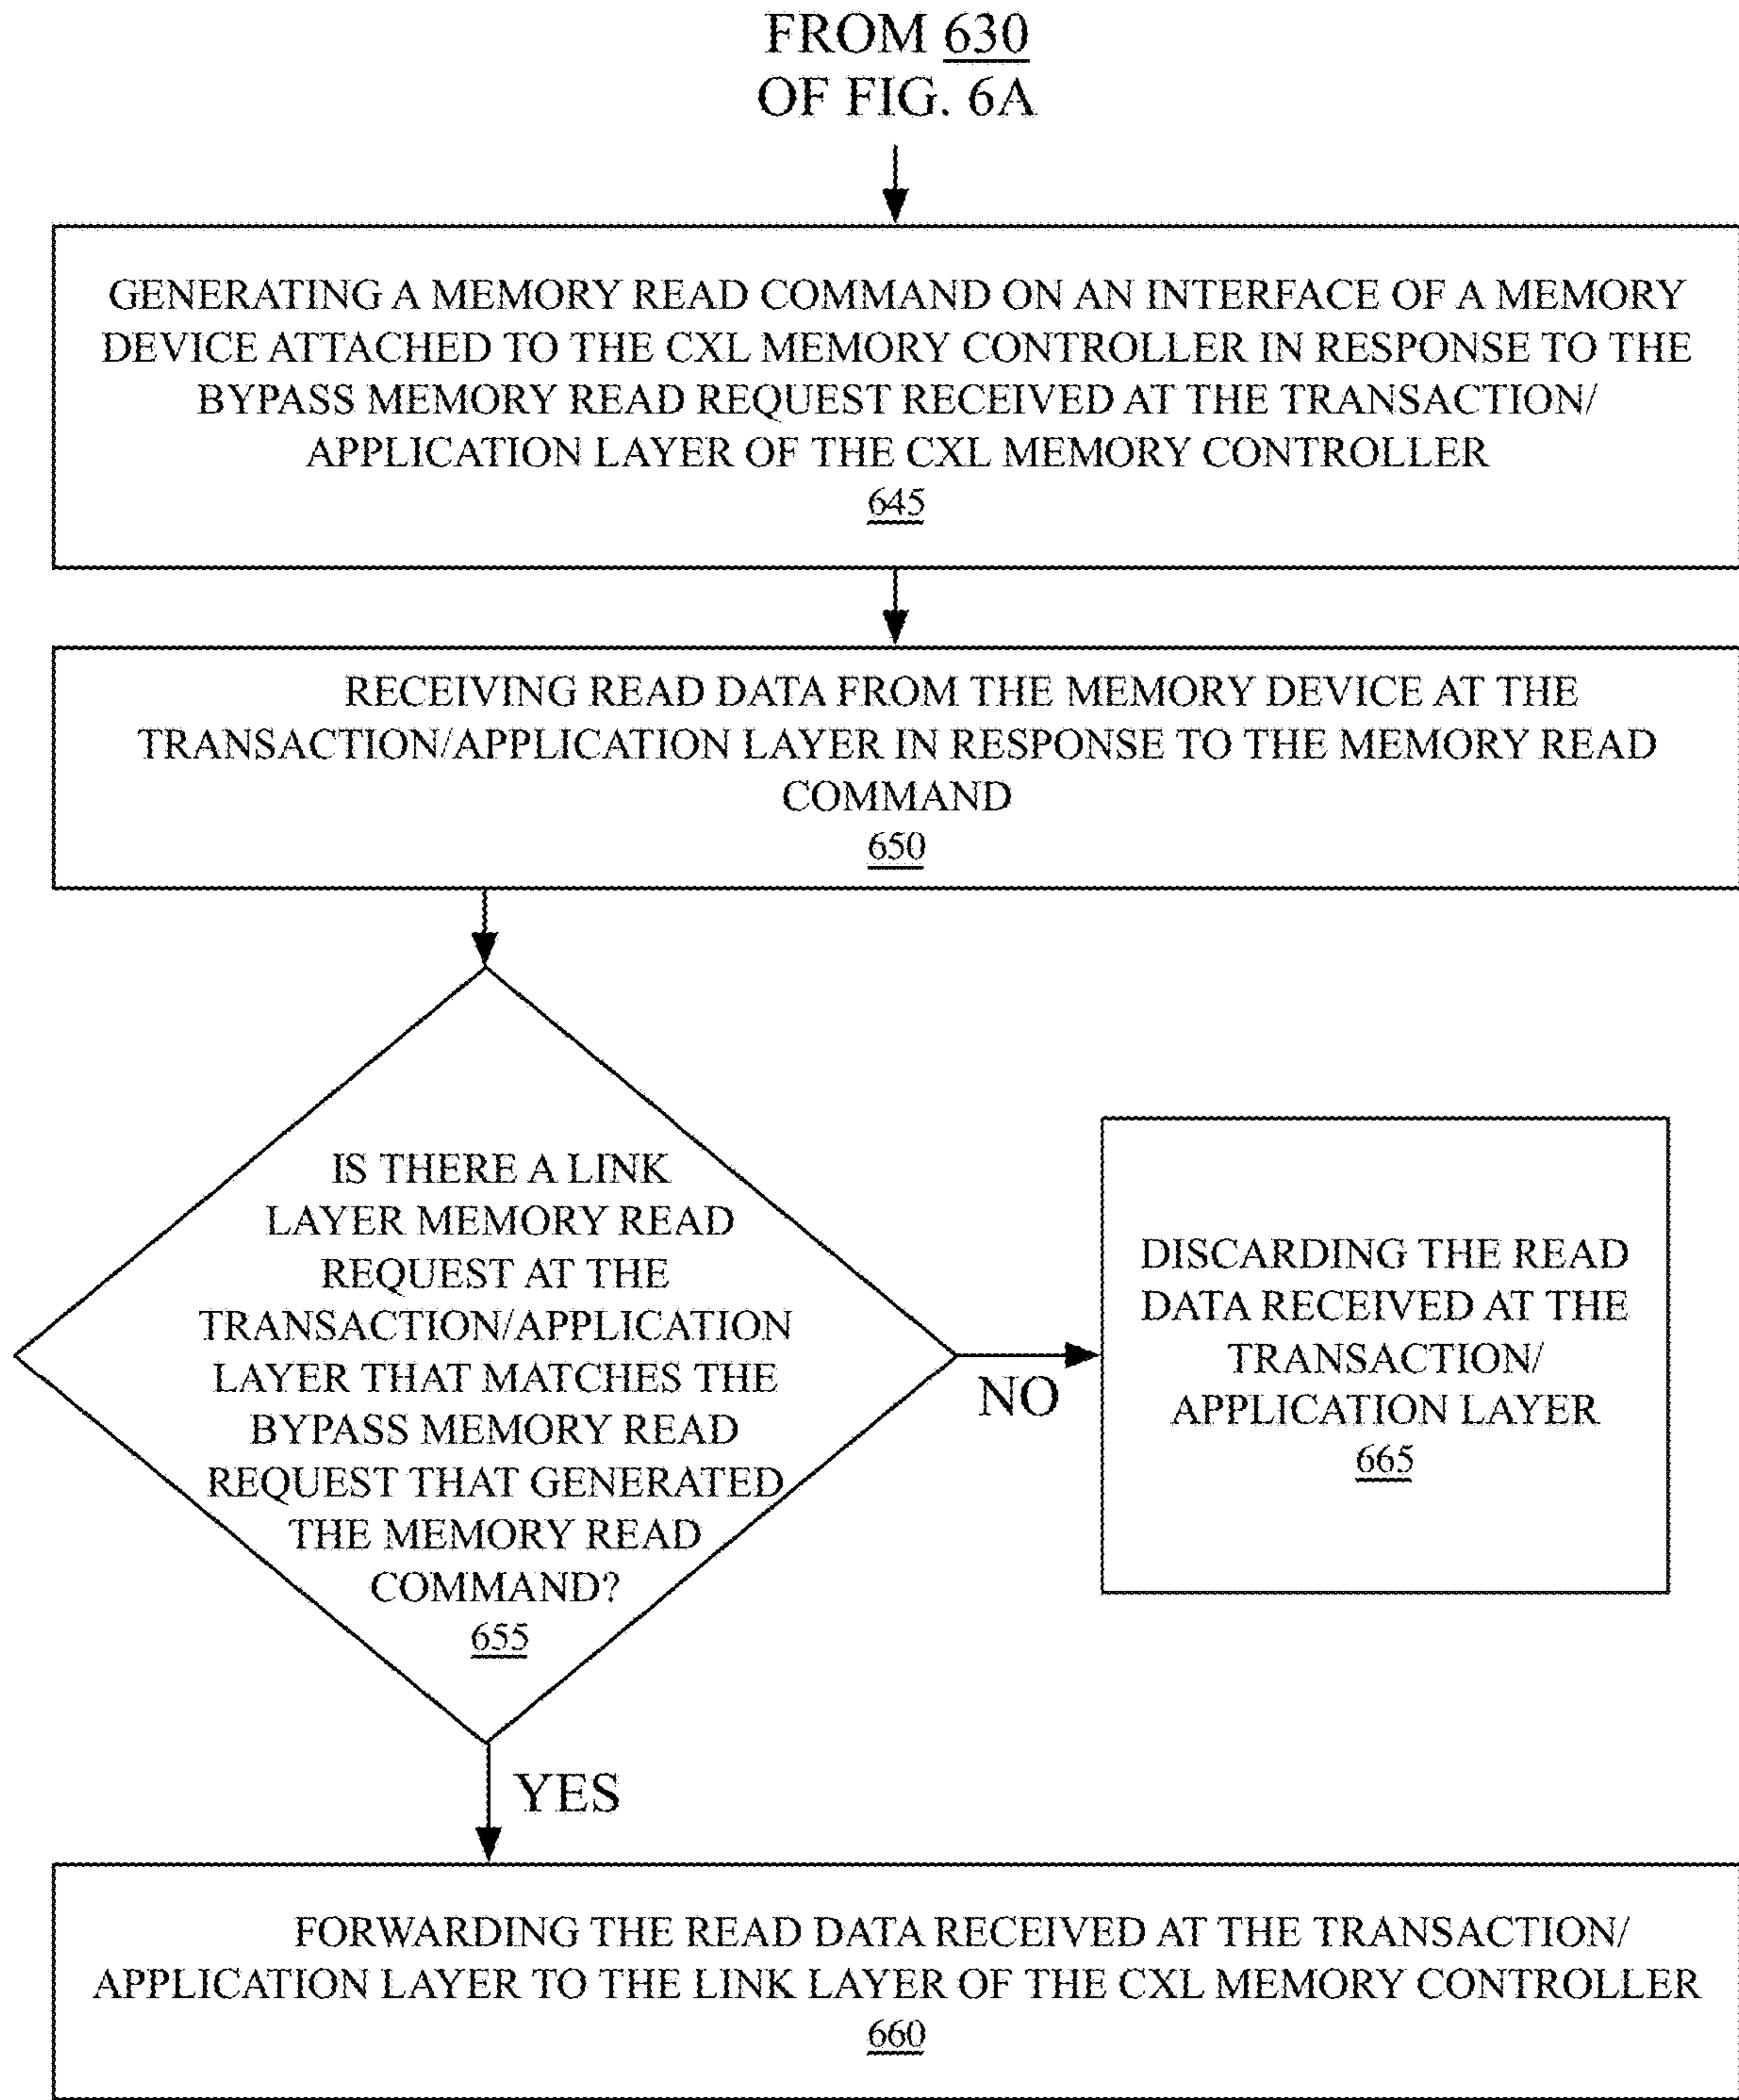 FROM 630
OF FIG. 6A
GENERATING A MEMORY READ COMMAND ON AN INTERFACE OF A MEMORY
DEVICE ATTACHED TO THE CXL MEMORY CONTROLLER IN RESPONSE TO THE
BYPASS MEMORY READ REQUEST RECEIVED AT THE TRANSACTION/
APPLICATION LAYER OF THE CXL MEMORY CONTROLLER
645
RECEIVING READ DATA FROM THE MEMORY DEVICE AT THE
TRANSACTION/APPLICATION LAYER IN RESPONSE TO THE MEMORY READ
COMMAND
650
IS THERE A LINK
LAYER MEMORY READ
REQUEST AT THE
TRANSACTION/APPLICATION
LAYER THAT MATCHES THE
BYPASS MEMORY READ
REQUEST THAT GENERATED
THE MEMORY READ
COMMAND?
655
NO
DISCARDING THE READ
DATA RECEIVED AT THE
TRANSACTION/
APPLICATION LAYER
665
YES
FORWARDING THE READ DATA RECEIVED AT THE TRANSACTION/
APPLICATION LAYER TO THE LINK LAYER OF THE CXL MEMORY CONTROLLER
660